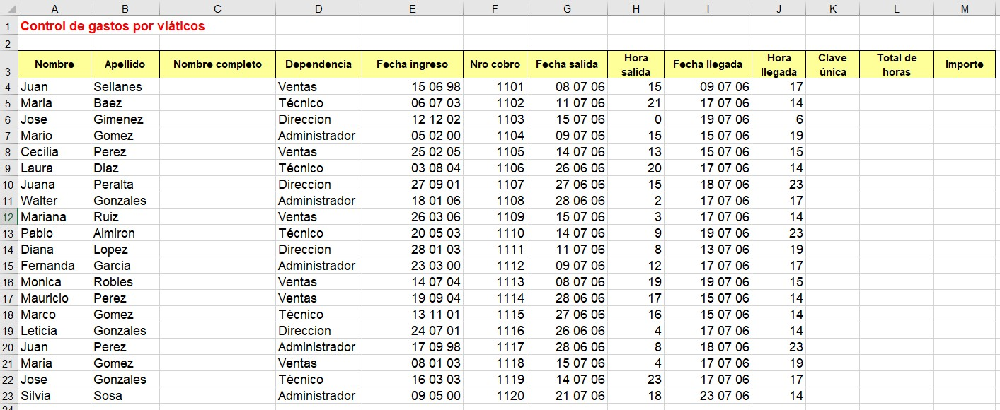 A B C D E F G H I J K L M
1 Control de gastos por viáticos
2
3 Nombre Apellido Nombre completo Dependencia Fecha ingreso Nro cobro Fecha salida Hora salida Fecha llegada Hora llegada Clave única Total de horas Importe
4 Juan Sellanes Ventas 15 06 98 1101 08 07 06 15 09 07 06 17
5 Maria Baez Técnico 06 07 03 1102 11 07 06 21 17 07 06 14
6 Jose Gimenez Direccion 12 12 02 1103 15 07 06 0 19 07 06 6
7 Mario Gomez Administrador 05 02 00 1104 09 07 06 15 15 07 06 19
8 Cecilia Perez Ventas 25 02 05 1105 14 07 06 13 15 07 06 15
9 Laura Diaz Técnico 03 08 04 1106 26 06 06 20 17 07 06 14
10 Juana Peralta Direccion 27 09 01 1107 27 06 06 15 18 07 06 23
11 Walter Gonzales Administrador 18 01 06 1108 28 06 06 2 17 07 06 17
12 Mariana Ruiz Ventas 26 03 06 1109 15 07 06 3 17 07 06 14
13 Pablo Almiron Técnico 20 05 03 1110 14 07 06 9 19 07 06 23
14 Diana Lopez Direccion 28 01 03 1111 11 07 06 8 13 07 06 19
15 Fernanda Garcia Administrador 23 03 00 1112 09 07 06 12 17 07 06 17
16 Monica Robles Ventas 14 07 04 1113 08 07 06 19 19 07 06 15
17 Mauricio Perez Ventas 19 09 04 1114 28 06 06 17 15 07 06 14
18 Marco Gomez Técnico 13 11 01 1115 27 06 06 16 15 07 06 14
19 Leticia Gonzales Direccion 24 07 01 1116 26 06 06 4 17 07 06 14
20 Juan Perez Administrador 17 09 98 1117 28 06 06 8 18 07 06 23
21 Maria Gomez Ventas 08 01 03 1118 15 07 06 4 17 07 06 19
22 Jose Gonzales Técnico 16 03 03 1119 14 07 06 23 17 07 06 17
23 Silvia Sosa Administrador 09 05 00 1120 21 07 06 18 23 07 06 14